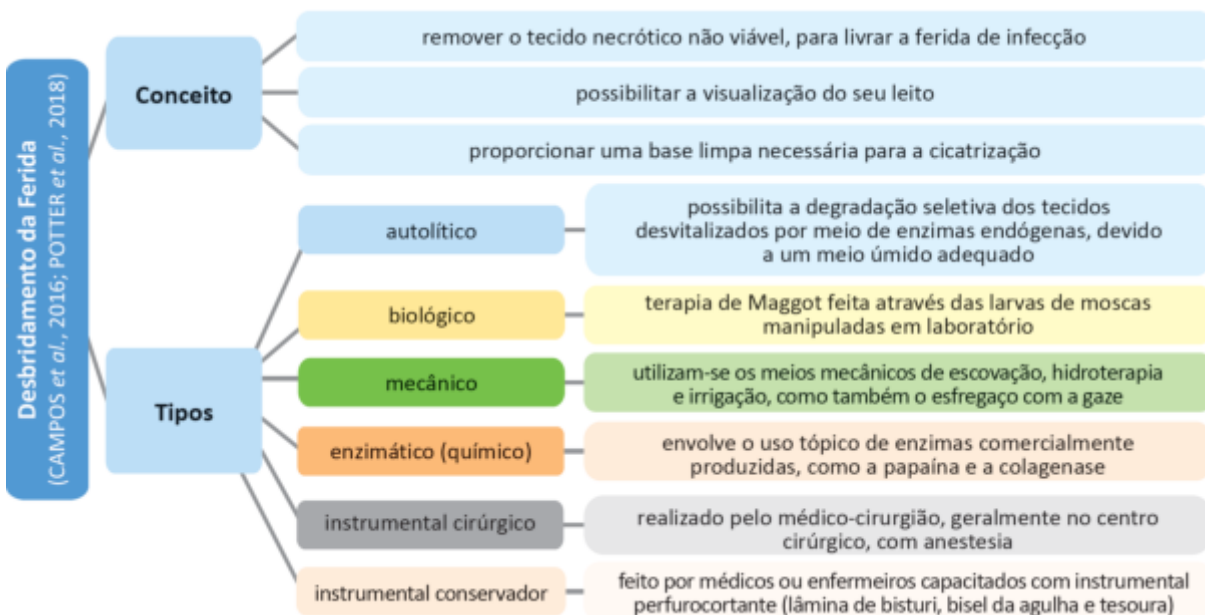 Desbridamento da Ferida
(CAMPOS et al., 2016; POTTER et al., 2018)
Conceito
remover o tecido necrótico não viável, para livrar a ferida de infecção
possibilitar a visualização do seu leito
proporcionar uma base limpa necessária para a cicatrização
Tipos
autolítico
possibilita a degradação seletiva dos tecidos
desvitalizados por meio de enzimas endógenas, devido
a um meio úmido adequado
biológico
terapia de Maggot feita através das larvas de moscas
manipuladas em laboratório
mecânico
utilizam-se os meios mecânicos de escovação, hidroterapia
e irrigação, como também o esfregaço com a gaze
enzimático (químico)
envolve o uso tópico de enzimas comercialmente
produzidas, como a papaína e a colagenase
instrumental cirúrgico
realizado pelo médico-cirurgião, geralmente no centro
cirúrgico, com anestesia
instrumental conservador
feito por médicos ou enfermeiros capacitados com instrumental
perfurocortante (lâmina de bisturi, bisel da agulha e tesoura)